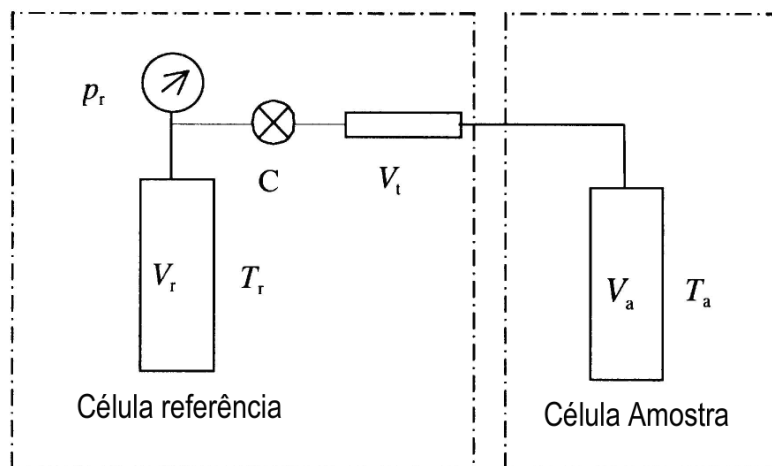 pr
C
Vt
Vr
Tr
Va
Ta
Célula referência
Célula Amostra